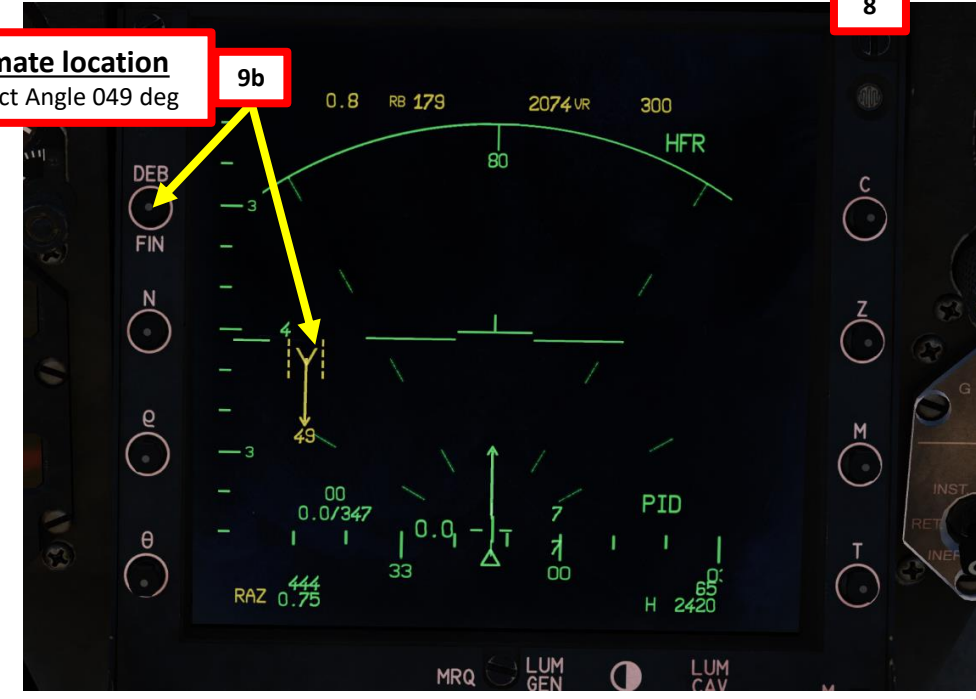 8
mate location
ct Angle 049 deg
9b
0.8 RB 179 2074 VR 300
HFR
80
DEB
FIN
3
C
N
4
Z
ϱ
49
3
M
00
0.0/347
0.0
7
PID
INST
RET
33
00
θ
T
444
RAZ 0.75
65
H 2420
G
MRQ
LUM
GEN
LUM
CAV